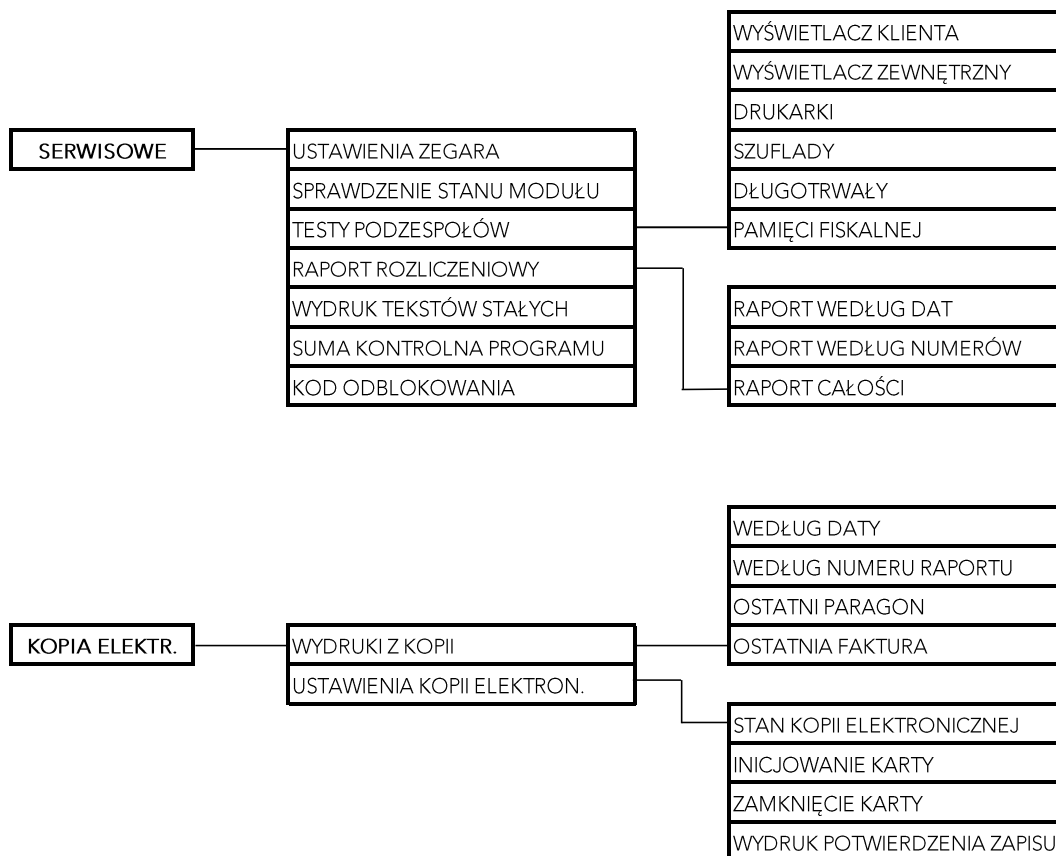 WYŚWIETLACZ KLIENTA
WYŚWIETLACZ ZEWNĘTRZNY
DRUKARKI
SZUFLADY
DŁUGOTRWAŁY
PAMIĘCI FISKALNEJ
SERWISOWE
USTAWIENIA ZEGARA
SPRAWDZENIE STANU MODUŁU
TESTY PODZESPOŁÓW
RAPORT ROZLICZENIOWY
WYDRUK TEKSTÓW STAŁYCH
SUMA KONTROLNA PROGRAMU
KOD ODBLOKOWANIA
RAPORT WEDŁUG DAT
RAPORT WEDŁUG NUMERÓW
RAPORT CAŁOŚCI
WEDŁUG DATY
WEDŁUG NUMERU RAPORTU
OSTATNI PARAGON
OSTATNIA FAKTURA
KOPIA ELEKTR.
WYDRUKI Z KOPII
USTAWIENIA KOPII ELEKTRON.
STAN KOPII ELEKTRONICZNEJ
INICJOWANIE KARTY
ZAMKNIĘCIE KARTY
WYDRUK POTWIERDZENIA ZAPISU